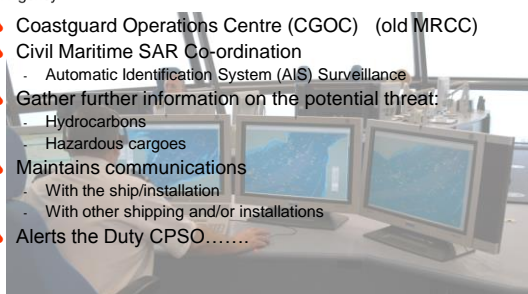 Coastguard Operations Centre (CGOC) (old MRCC)
Civil Maritime SAR Co-ordination
- Automatic Identification System (AIS) Surveillance
Gather further information on the potential threat:
- Hydrocarbons
- Hazardous cargoes
Maintains communications
- With the ship/installation
- With other shipping and/or installations
Alerts the Duty CPSO…….